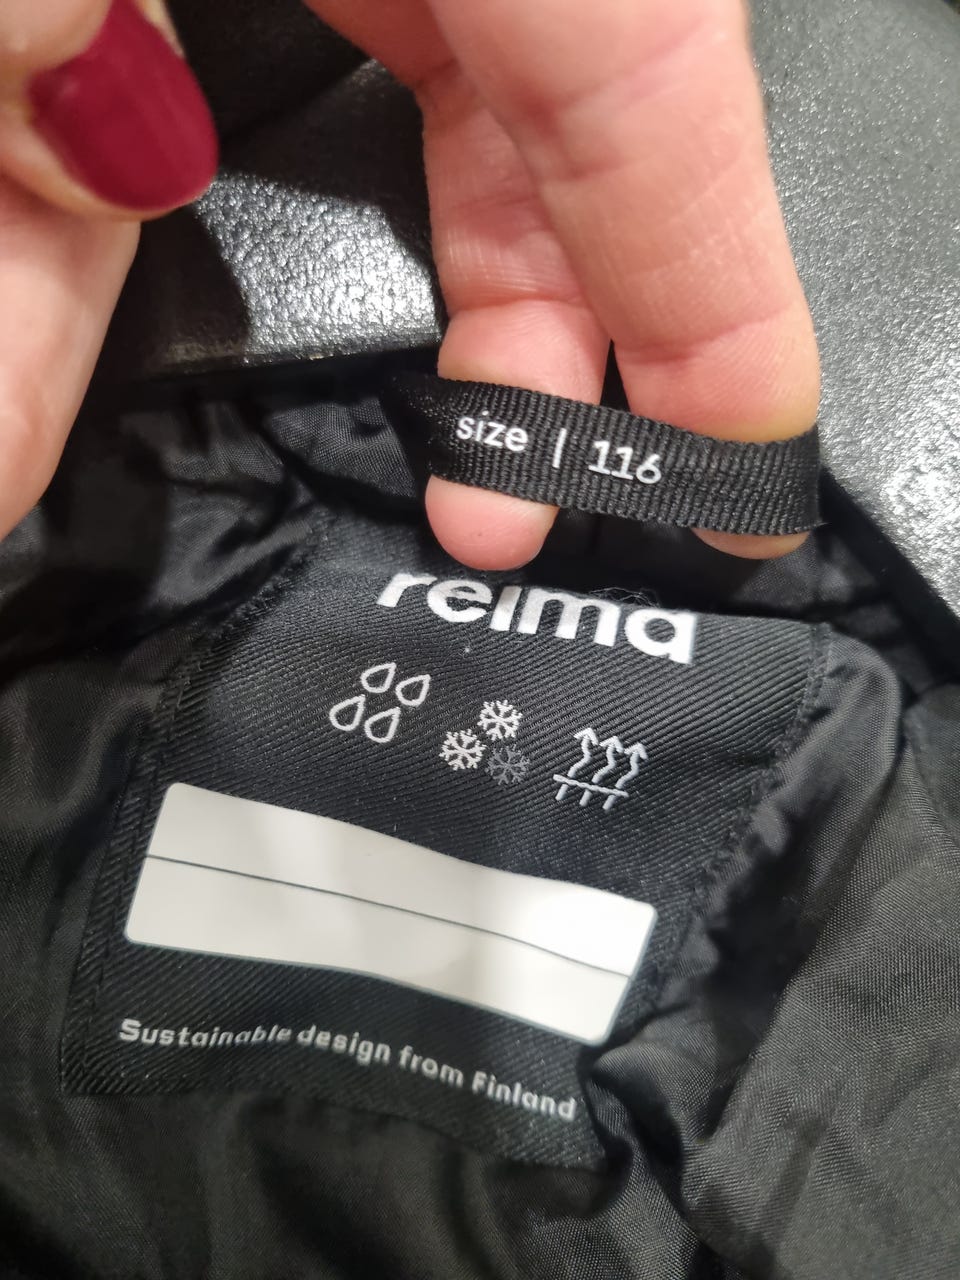 size | 116
reima
Sustainable design from Finland